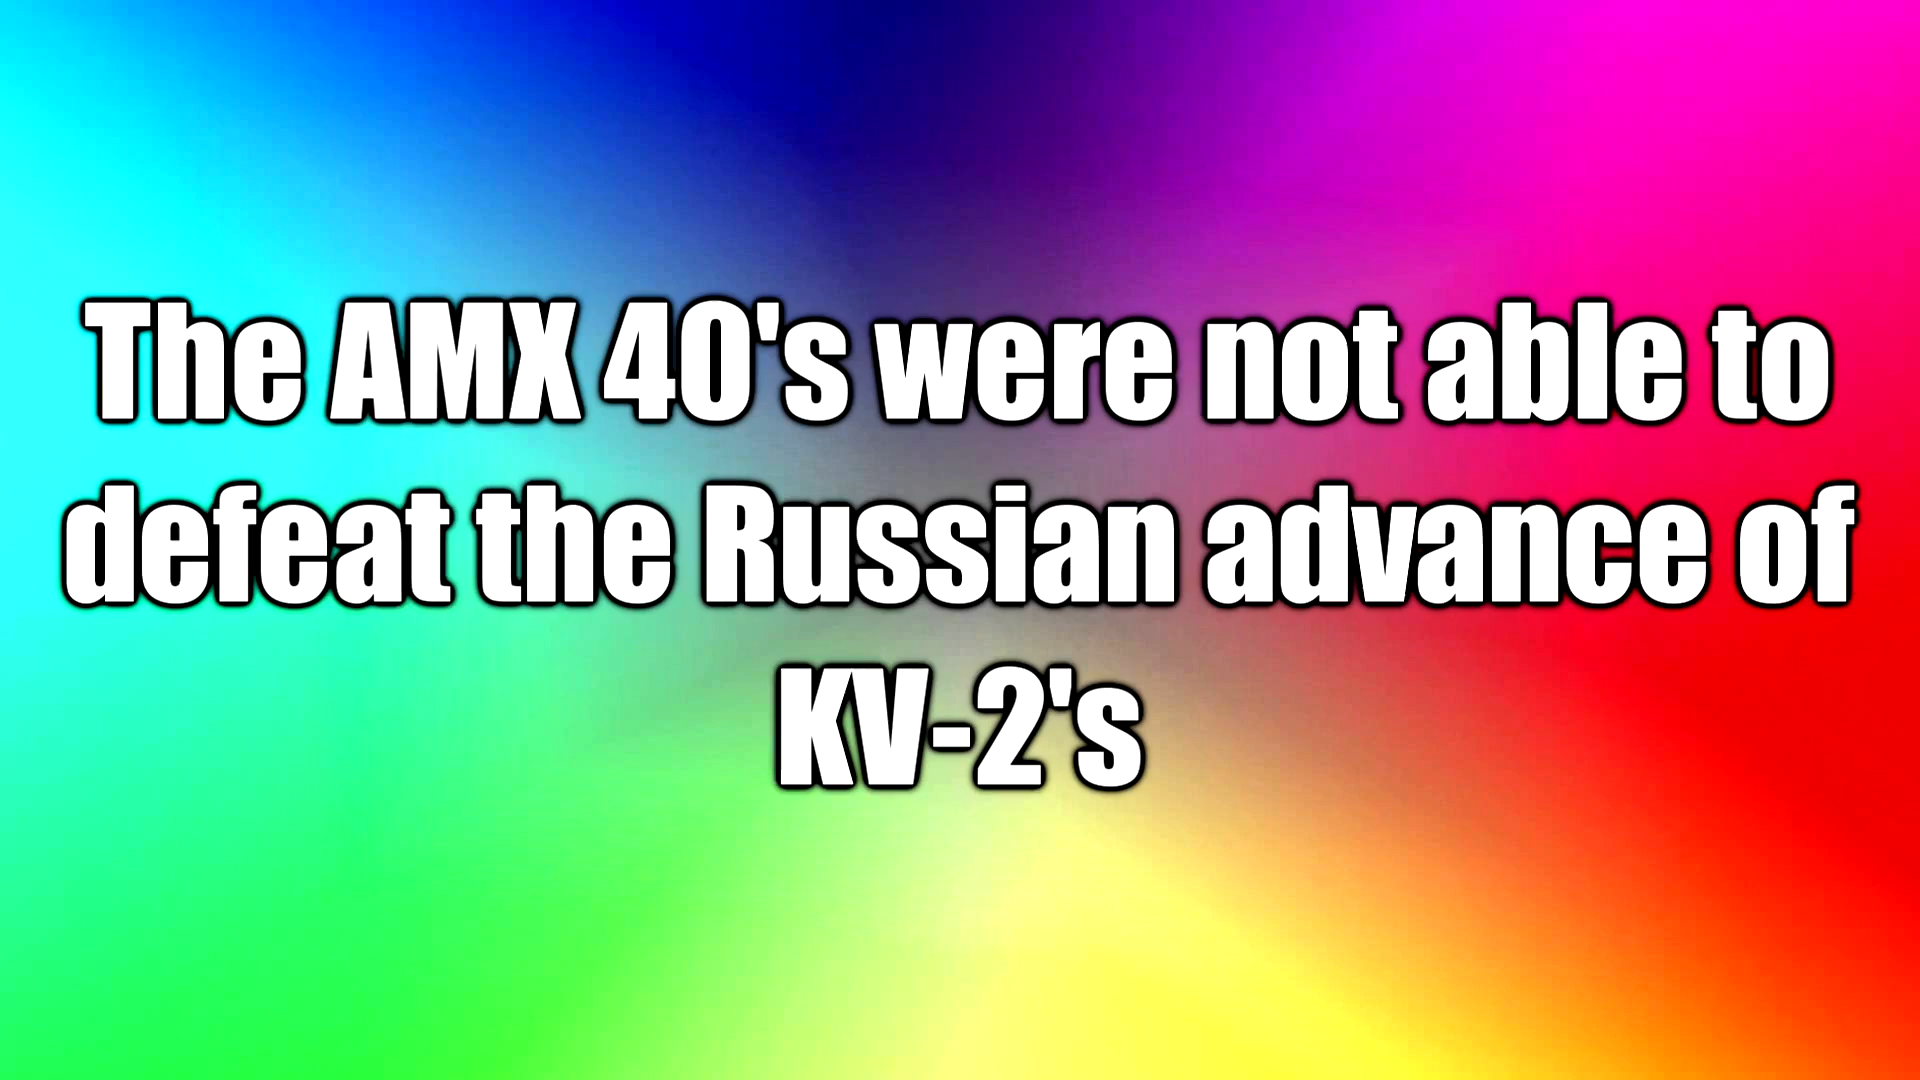 The AMX 40's were not able to
defeat the Russian advance of
KV-2's